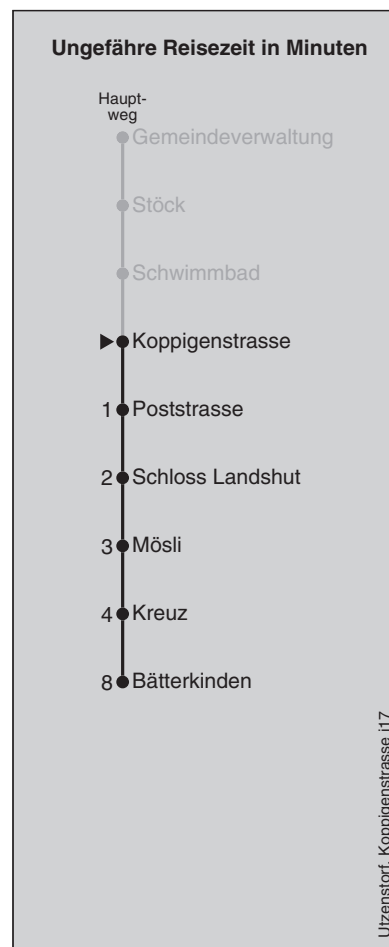 Ungefähre Reisezeit in Minuten
Haupt-
weg
Gemeindeverwaltung
Stöck
Schwimmbad
Koppigenstrasse
1 Poststrasse
2 Schloss Landshut
3 Mösli
4 Kreuz
8 Bätterkinden
Utzenstorf, Koppigenstrasse j17